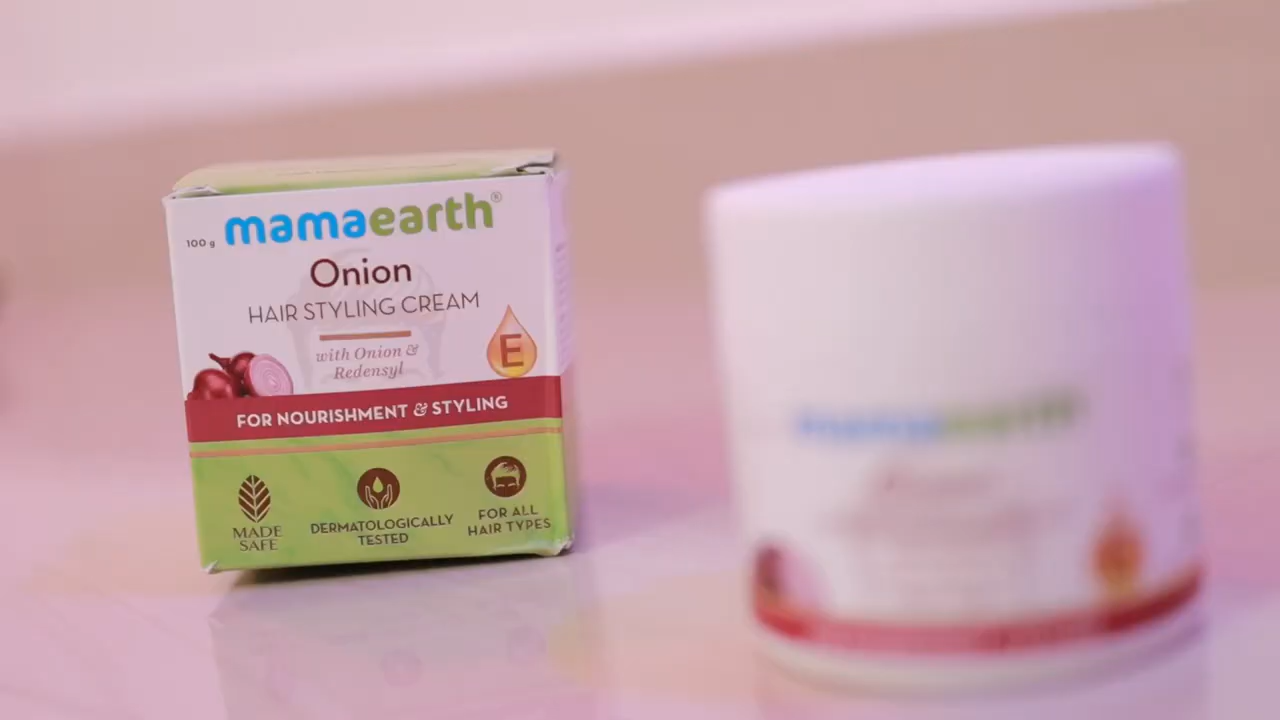 mamaearth®
100 g
Onion
HAIR STYLING CREAM
with Onion &
Redensyl
E
FOR NOURISHMENT & STYLING
MADE
SAFE
DERMATOLOGICALLY
TESTED
FOR ALL
HAIR TYPES
mamaearth